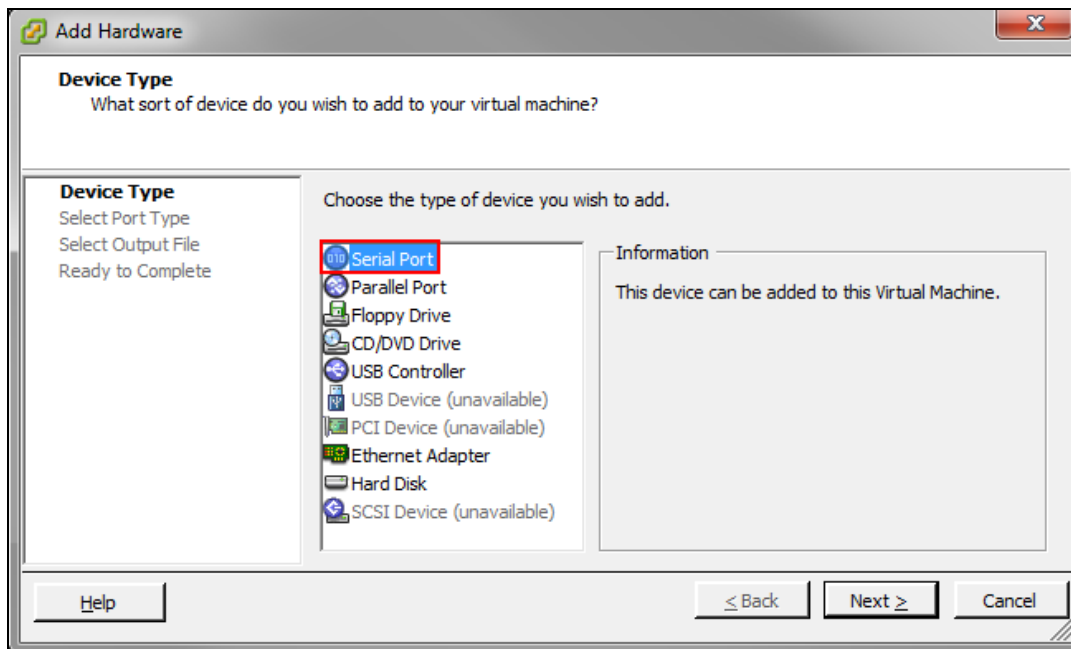 Add Hardware
Device Type
What sort of device do you wish to add to your virtual machine?
Device Type
Select Port Type
Select Output File
Ready to Complete
Choose the type of device you wish to add.
Serial Port
Parallel Port
Floppy Drive
CD/DVD Drive
USB Controller
USB Device (unavailable)
PCI Device (unavailable)
Ethernet Adapter
Hard Disk
SCSI Device (unavailable)
Information
This device can be added to this Virtual Machine.
Help
< Back
Next >
Cancel